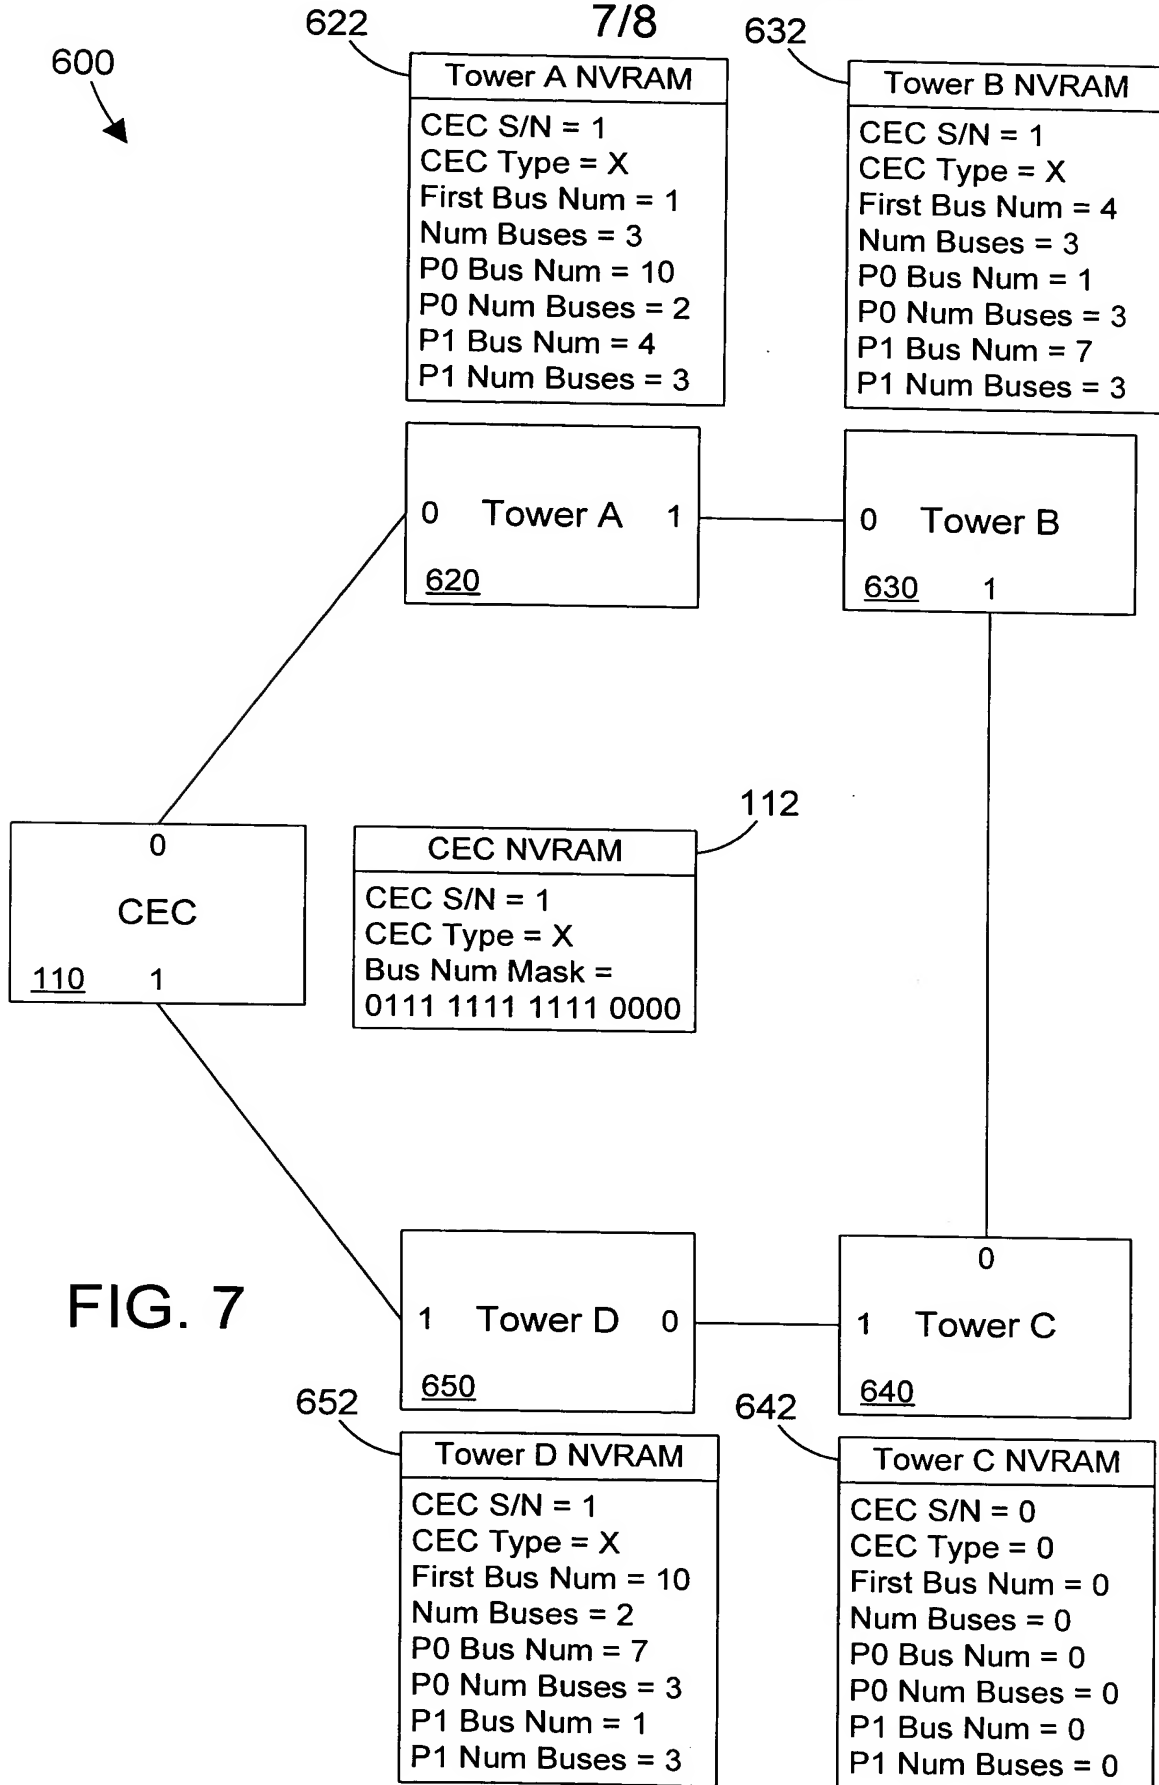 7/8
600
622
632
Tower A NVRAM
CEC S/N = 1
CEC Type = X
First Bus Num = 1
Num Buses = 3
P0 Bus Num = 10
P0 Num Buses = 2
P1 Bus Num = 4
P1 Num Buses = 3
Tower B NVRAM
CEC S/N = 1
CEC Type = X
First Bus Num = 4
Num Buses = 3
P0 Bus Num = 1
P0 Num Buses = 3
P1 Bus Num = 7
P1 Num Buses = 3
0 Tower A 1
620
0 Tower B
630 1
0
CEC
110 1
112
CEC NVRAM
CEC S/N = 1
CEC Type = X
Bus Num Mask =
0111 1111 1111 0000
FIG. 7
1 Tower D 0
650
0
1 Tower C
640
652
Tower D NVRAM
CEC S/N = 1
CEC Type = X
First Bus Num = 10
Num Buses = 2
P0 Bus Num = 7
P0 Num Buses = 3
P1 Bus Num = 1
P1 Num Buses = 3
642
Tower C NVRAM
CEC S/N = 0
CEC Type = 0
First Bus Num = 0
Num Buses = 0
P0 Bus Num = 0
P0 Num Buses = 0
P1 Bus Num = 0
P1 Num Buses = 0